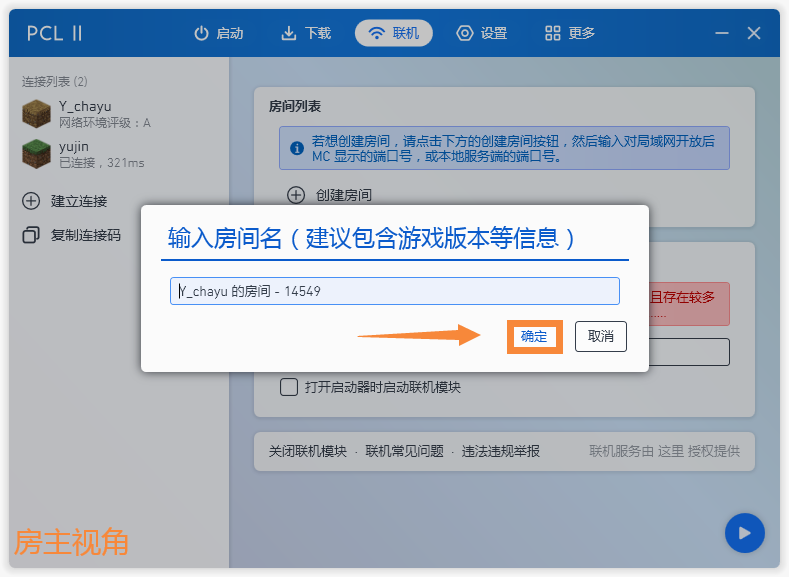 PCL II
启动
下载
联机
设置
更多
连接列表 (2)
Y_chayu
网络环境评级：A
yujin
已连接，321ms
建立连接
复制连接码
房间列表
若想创建房间，请点击下方的创建房间按钮，然后输入对局域网开放后
MC 显示的端口号，或本地服务端的端口号。
创建房间
输入房间名（建议包含游戏版本等信息）
Y_chayu 的房间 - 14549
确定
取消
且存在较多
......
打开启动器时启动联机模块
关闭联机模块 · 联机常见问题 · 违法违规举报
联机服务由 这里 授权提供
房主视角